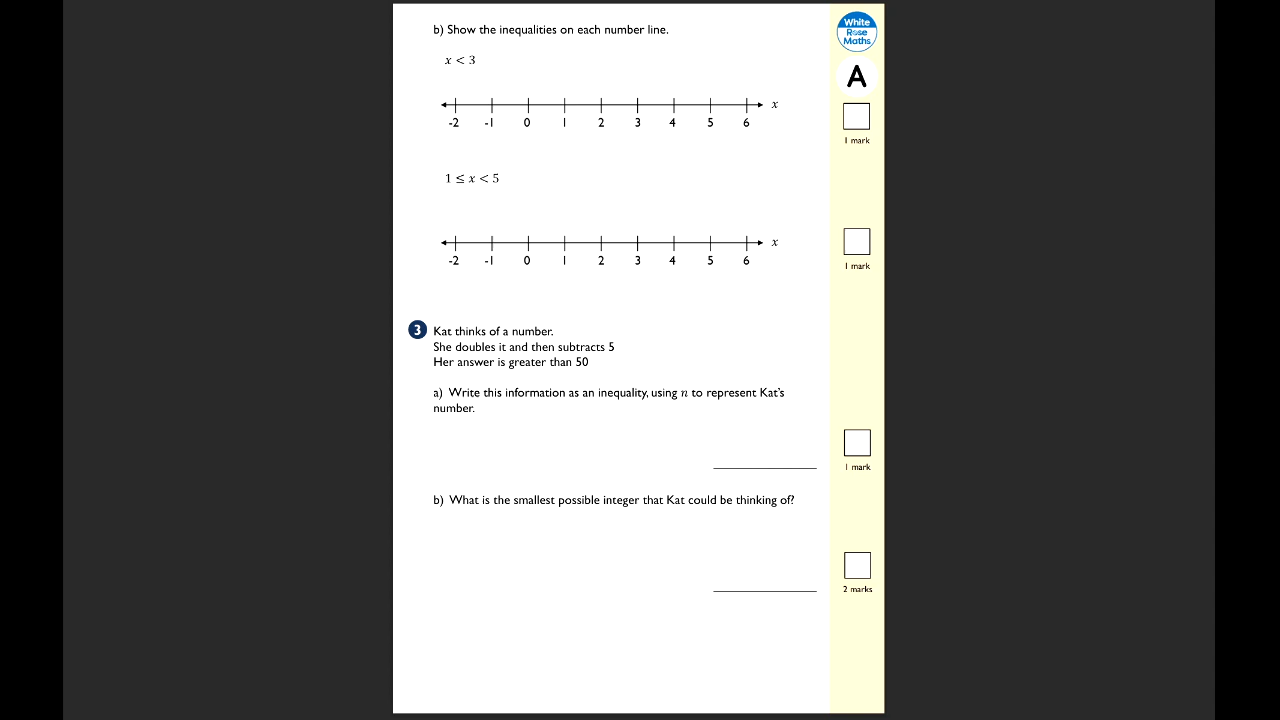 b) Show the inequalities on each number line.
White
Rose
Maths
x < 3
A
x
-2 -1 0 1 2 3 4 5 6
1 mark
1 ≤ x < 5
x
-2 -1 0 1 2 3 4 5 6
1 mark
3 Kat thinks of a number.
She doubles it and then subtracts 5
Her answer is greater than 50
a) Write this information as an inequality, using n to represent Kat's
number.
1 mark
b) What is the smallest possible integer that Kat could be thinking of?
2 marks